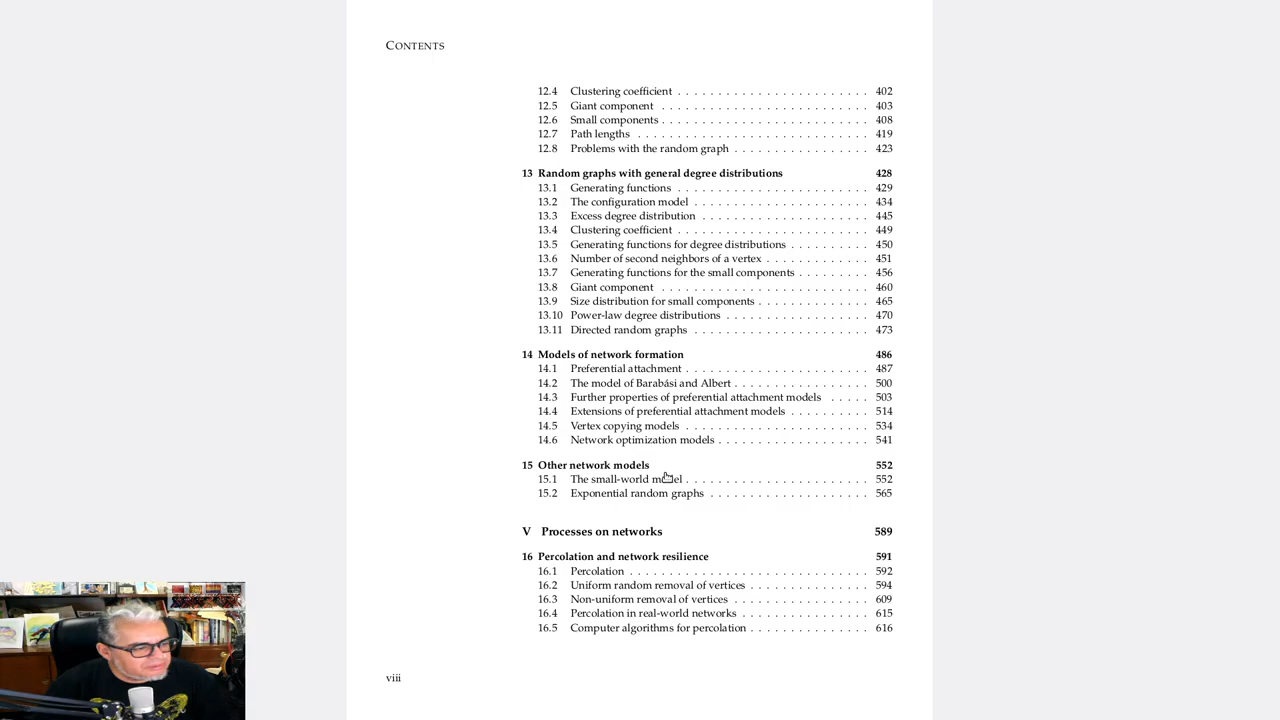 CONTENTS
12.4 Clustering coefficient . . . . . . . . . . . . . . . . . . . . . . . . 402
12.5 Giant component . . . . . . . . . . . . . . . . . . . . . . . . . . 403
12.6 Small components . . . . . . . . . . . . . . . . . . . . . . . . . . 408
12.7 Path lengths . . . . . . . . . . . . . . . . . . . . . . . . . . . . . 419
12.8 Problems with the random graph . . . . . . . . . . . . . . . . . 423
13 Random graphs with general degree distributions 428
13.1 Generating functions . . . . . . . . . . . . . . . . . . . . . . . . 429
13.2 The configuration model . . . . . . . . . . . . . . . . . . . . . . 434
13.3 Excess degree distribution . . . . . . . . . . . . . . . . . . . . . 445
13.4 Clustering coefficient . . . . . . . . . . . . . . . . . . . . . . . . 449
13.5 Generating functions for degree distributions . . . . . . . . . . 450
13.6 Number of second neighbors of a vertex . . . . . . . . . . . . . 451
13.7 Generating functions for the small components . . . . . . . . . 456
13.8 Giant component . . . . . . . . . . . . . . . . . . . . . . . . . . 460
13.9 Size distribution for small components . . . . . . . . . . . . . . 465
13.10 Power-law degree distributions . . . . . . . . . . . . . . . . . . 470
13.11 Directed random graphs . . . . . . . . . . . . . . . . . . . . . . 473
14 Models of network formation 486
14.1 Preferential attachment . . . . . . . . . . . . . . . . . . . . . . . 487
14.2 The model of Barabási and Albert . . . . . . . . . . . . . . . . . 500
14.3 Further properties of preferential attachment models . . . . . 503
14.4 Extensions of preferential attachment models . . . . . . . . . . 514
14.5 Vertex copying models . . . . . . . . . . . . . . . . . . . . . . . 534
14.6 Network optimization models . . . . . . . . . . . . . . . . . . . 541
15 Other network models 552
15.1 The small-world model . . . . . . . . . . . . . . . . . . . . . . . 552
15.2 Exponential random graphs . . . . . . . . . . . . . . . . . . . . 565
V Processes on networks 589
16 Percolation and network resilience 591
16.1 Percolation . . . . . . . . . . . . . . . . . . . . . . . . . . . . . . 592
16.2 Uniform random removal of vertices . . . . . . . . . . . . . . . 594
16.3 Non-uniform removal of vertices . . . . . . . . . . . . . . . . . 609
16.4 Percolation in real-world networks . . . . . . . . . . . . . . . . 615
16.5 Computer algorithms for percolation . . . . . . . . . . . . . . . 616
viii